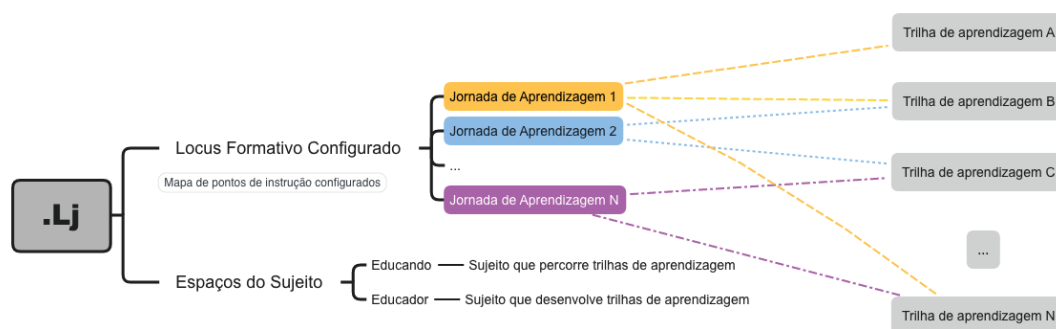 .Lj
Locus Formativo Configurado
Mapa de pontos de instrução configurados
Jornada de Aprendizagem 1
Jornada de Aprendizagem 2
...
Jornada de Aprendizagem N
Trilha de aprendizagem A
Trilha de aprendizagem B
Trilha de aprendizagem C
...
Trilha de aprendizagem N
Espaços do Sujeito
Educando
Sujeito que percorre trilhas de aprendizagem
Educador
Sujeito que desenvolve trilhas de aprendizagem